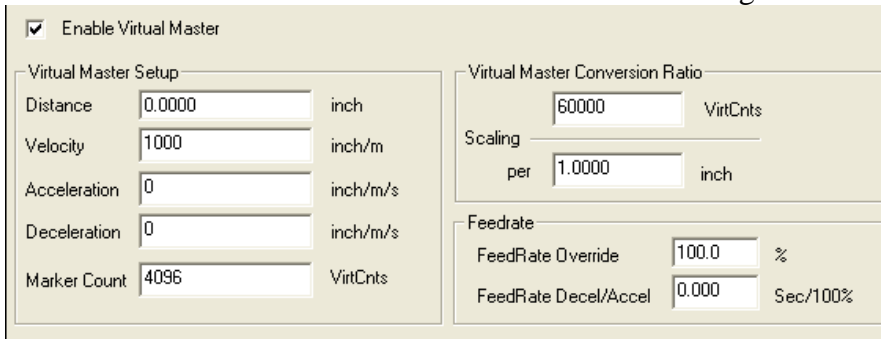 Enable Virtual Master
Virtual Master Setup
Distance 0.0000 inch
Velocity 1000 inch/m
Acceleration 0 inch/m/s
Deceleration 0 inch/m/s
Marker Count 4096 VirtCnts
Virtual Master Conversion Ratio
60000 VirtCnts
Scaling
per 1.0000 inch
Feedrate
FeedRate Override 100.0 %
FeedRate Decel/Accel 0.000 Sec/100%